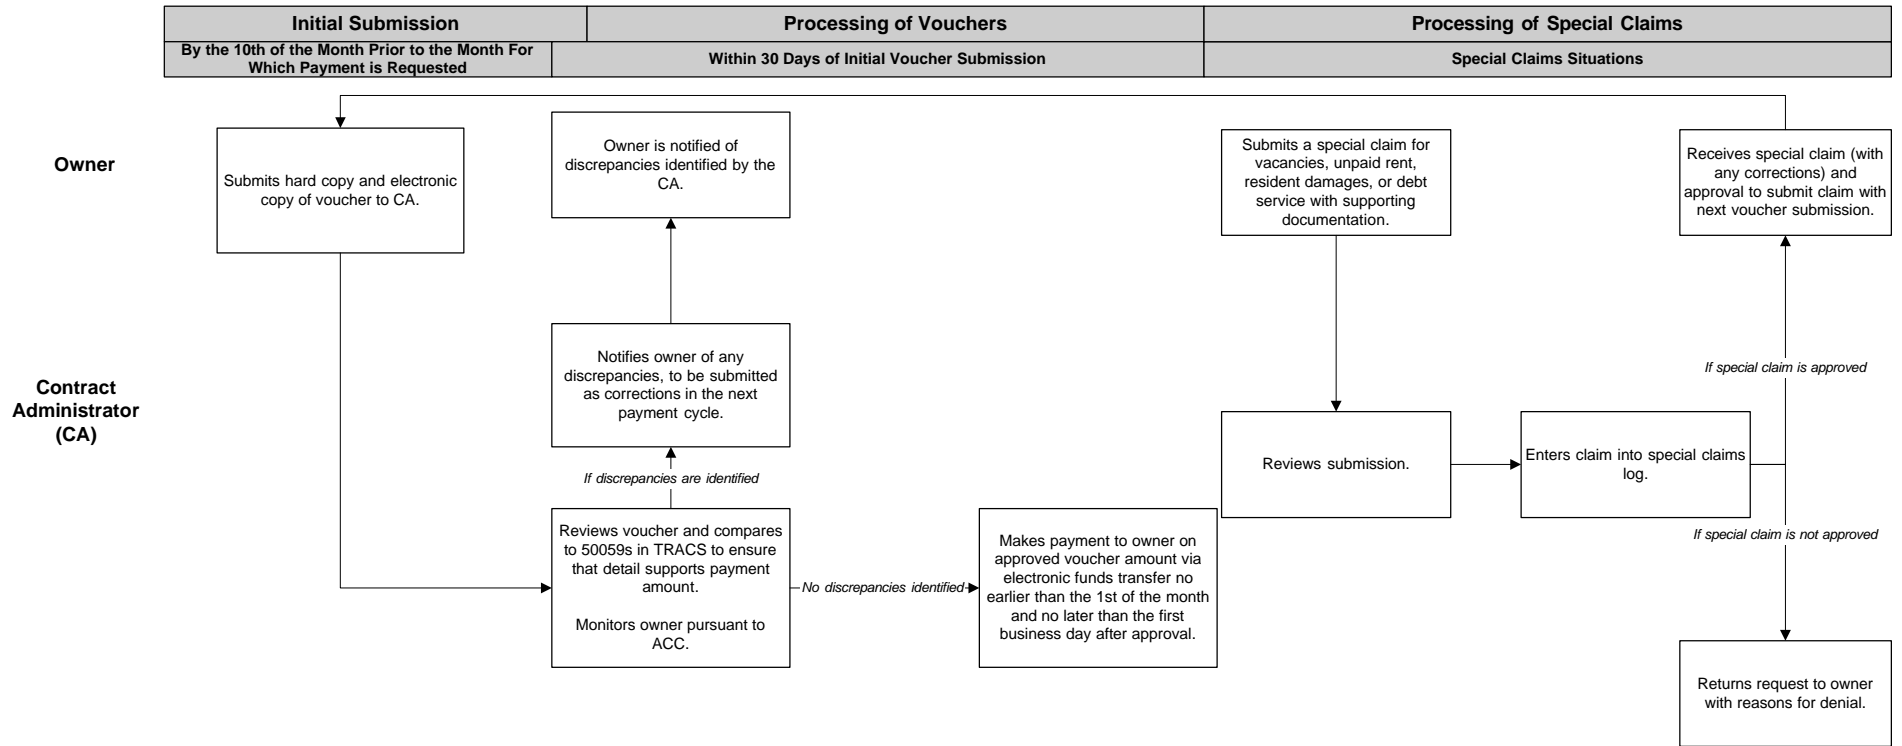 Initial Submission
Processing of Vouchers
Processing of Special Claims
By the 10th of the Month Prior to the Month For
Which Payment is Requested
Within 30 Days of Initial Voucher Submission
Special Claims Situations
Owner
Submits hard copy and electronic
copy of voucher to CA.
Owner is notified of
discrepancies identified by the
CA.
Submits a special claim for
vacancies, unpaid rent,
resident damages, or debt
service with supporting
documentation.
Receives special claim (with
any corrections) and
approval to submit claim with
next voucher submission.
Contract
Administrator
(CA)
Notifies owner of any
discrepancies, to be submitted
as corrections in the next
payment cycle.
If special claim is approved
Reviews submission.
Enters claim into special claims
log.
If discrepancies are identified
If special claim is not approved
Reviews voucher and compares
to 50059s in TRACS to ensure
that detail supports payment
amount.
Monitors owner pursuant to
ACC.
No discrepancies identified
Makes payment to owner on
approved voucher amount via
electronic funds transfer no
earlier than the 1st of the month
and no later than the first
business day after approval.
Returns request to owner
with reasons for denial.